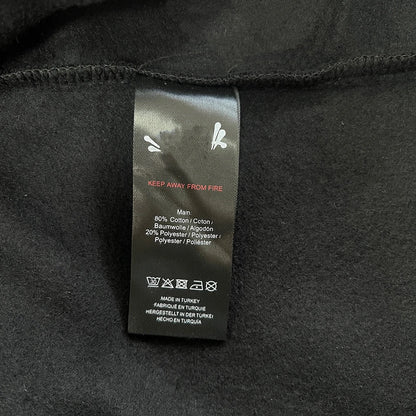 KEEP AWAY FROM FIRE
Main
80% Cotton / Coton /
Baumwolle / Algodón
20% Polyester / Polyester /
Polyester / Poliéster
MADE IN TURKEY
FABRIQUÉ EN TURQUIE
HERGESTELLT IN DER TÜRKEI
HECHO EN TURQUÍA